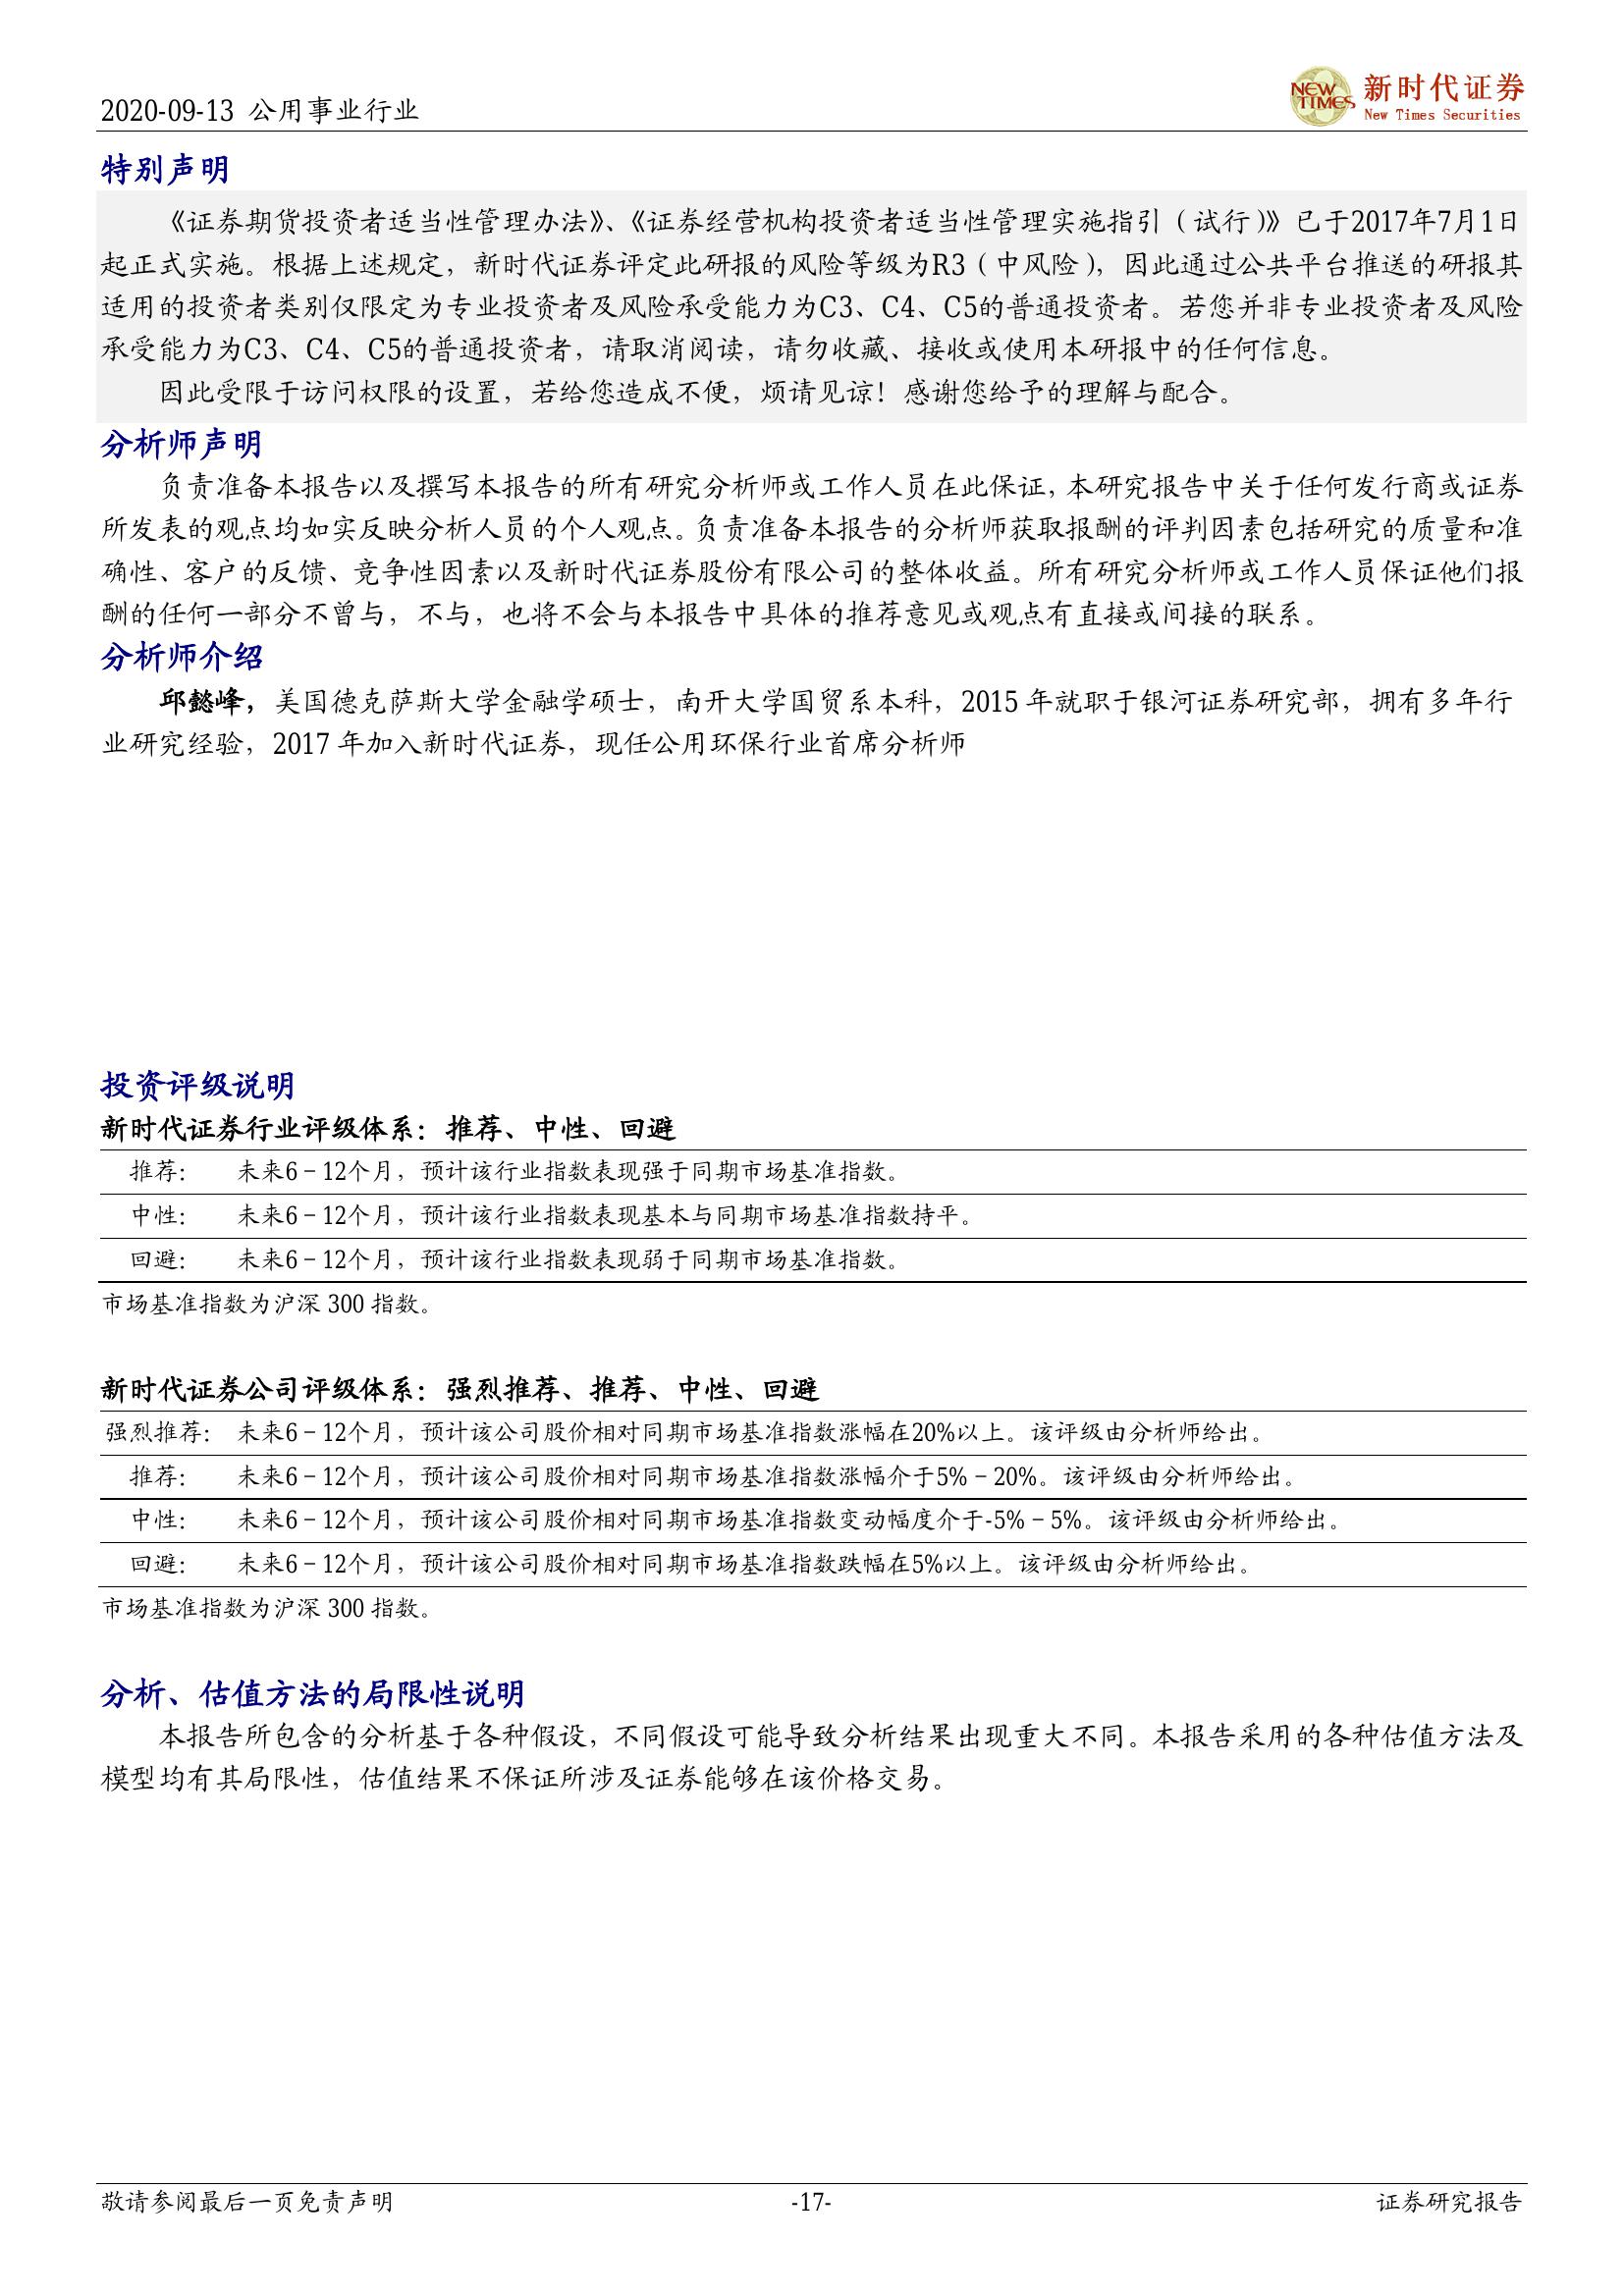 2020-09-13 公用事业行业
NEW TIMES
新时代证券
New Times Securities
特别声明
《证券期货投资者适当性管理办法》、《证券经营机构投资者适当性管理实施指引（试行）》已于2017年7月1日
起正式实施。根据上述规定，新时代证券评定此研报的风险等级为R3（中风险），因此通过公共平台推送的研报其
适用的投资者类别仅限定为专业投资者及风险承受能力为C3、C4、C5的普通投资者。若您并非专业投资者及风险
承受能力为C3、C4、C5的普通投资者，请取消阅读，请勿收藏、接收或使用本研报中的任何信息。
因此受限于访问权限的设置，若给您造成不便，烦请见谅！感谢您给予的理解与配合。
分析师声明
负责准备本报告以及撰写本报告的所有研究分析师或工作人员在此保证，本研究报告中关于任何发行商或证券
所发表的观点均如实反映分析人员的个人观点。负责准备本报告的分析师获取报酬的评判因素包括研究的质量和准
确性、客户的反馈、竞争性因素以及新时代证券股份有限公司的整体收益。所有研究分析师或工作人员保证他们报
酬的任何一部分不曾与，不与，也将不会与本报告中具体的推荐意见或观点有直接或间接的联系。
分析师介绍
邱懿峰，美国德克萨斯大学金融学硕士，南开大学国贸系本科，2015 年就职于银河证券研究部，拥有多年行
业研究经验，2017 年加入新时代证券，现任公用环保行业首席分析师
投资评级说明
新时代证券行业评级体系：推荐、中性、回避
推荐： 未来6－12个月，预计该行业指数表现强于同期市场基准指数。
中性： 未来6－12个月，预计该行业指数表现基本与同期市场基准指数持平。
回避： 未来6－12个月，预计该行业指数表现弱于同期市场基准指数。
市场基准指数为沪深 300 指数。
新时代证券公司评级体系：强烈推荐、推荐、中性、回避
强烈推荐： 未来6－12个月，预计该公司股价相对同期市场基准指数涨幅在20%以上。该评级由分析师给出。
推荐： 未来6－12个月，预计该公司股价相对同期市场基准指数涨幅介于5%－20%。该评级由分析师给出。
中性： 未来6－12个月，预计该公司股价相对同期市场基准指数变动幅度介于-5%－5%。该评级由分析师给出。
回避： 未来6－12个月，预计该公司股价相对同期市场基准指数跌幅在5%以上。该评级由分析师给出。
市场基准指数为沪深 300 指数。
分析、估值方法的局限性说明
本报告所包含的分析基于各种假设，不同假设可能导致分析结果出现重大不同。本报告采用的各种估值方法及
模型均有其局限性，估值结果不保证所涉及证券能够在该价格交易。
敬请参阅最后一页免责声明 -17- 证券研究报告